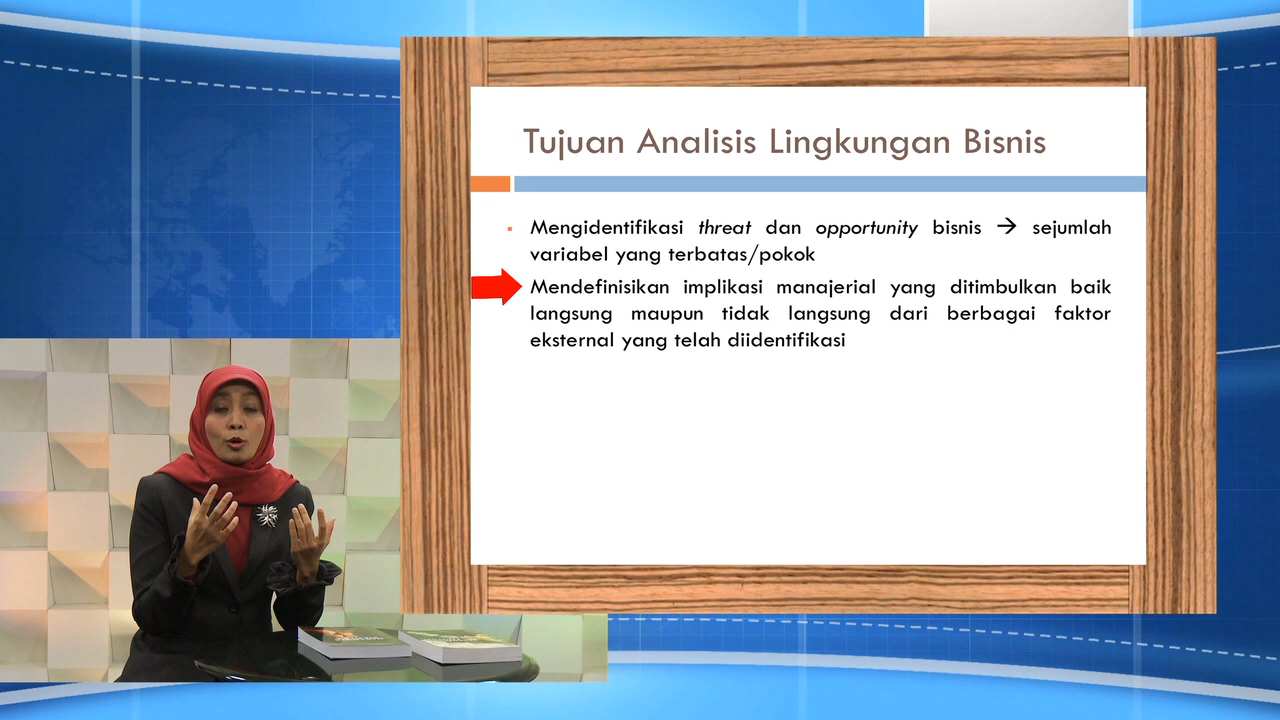 Tujuan Analisis Lingkungan Bisnis
Mengidentifikasi threat dan opportunity bisnis → sejumlah
variabel yang terbatas/pokok
Mendefinisikan implikasi manajerial yang ditimbulkan baik
langsung maupun tidak langsung dari berbagai faktor
eksternal yang telah diidentifikasi